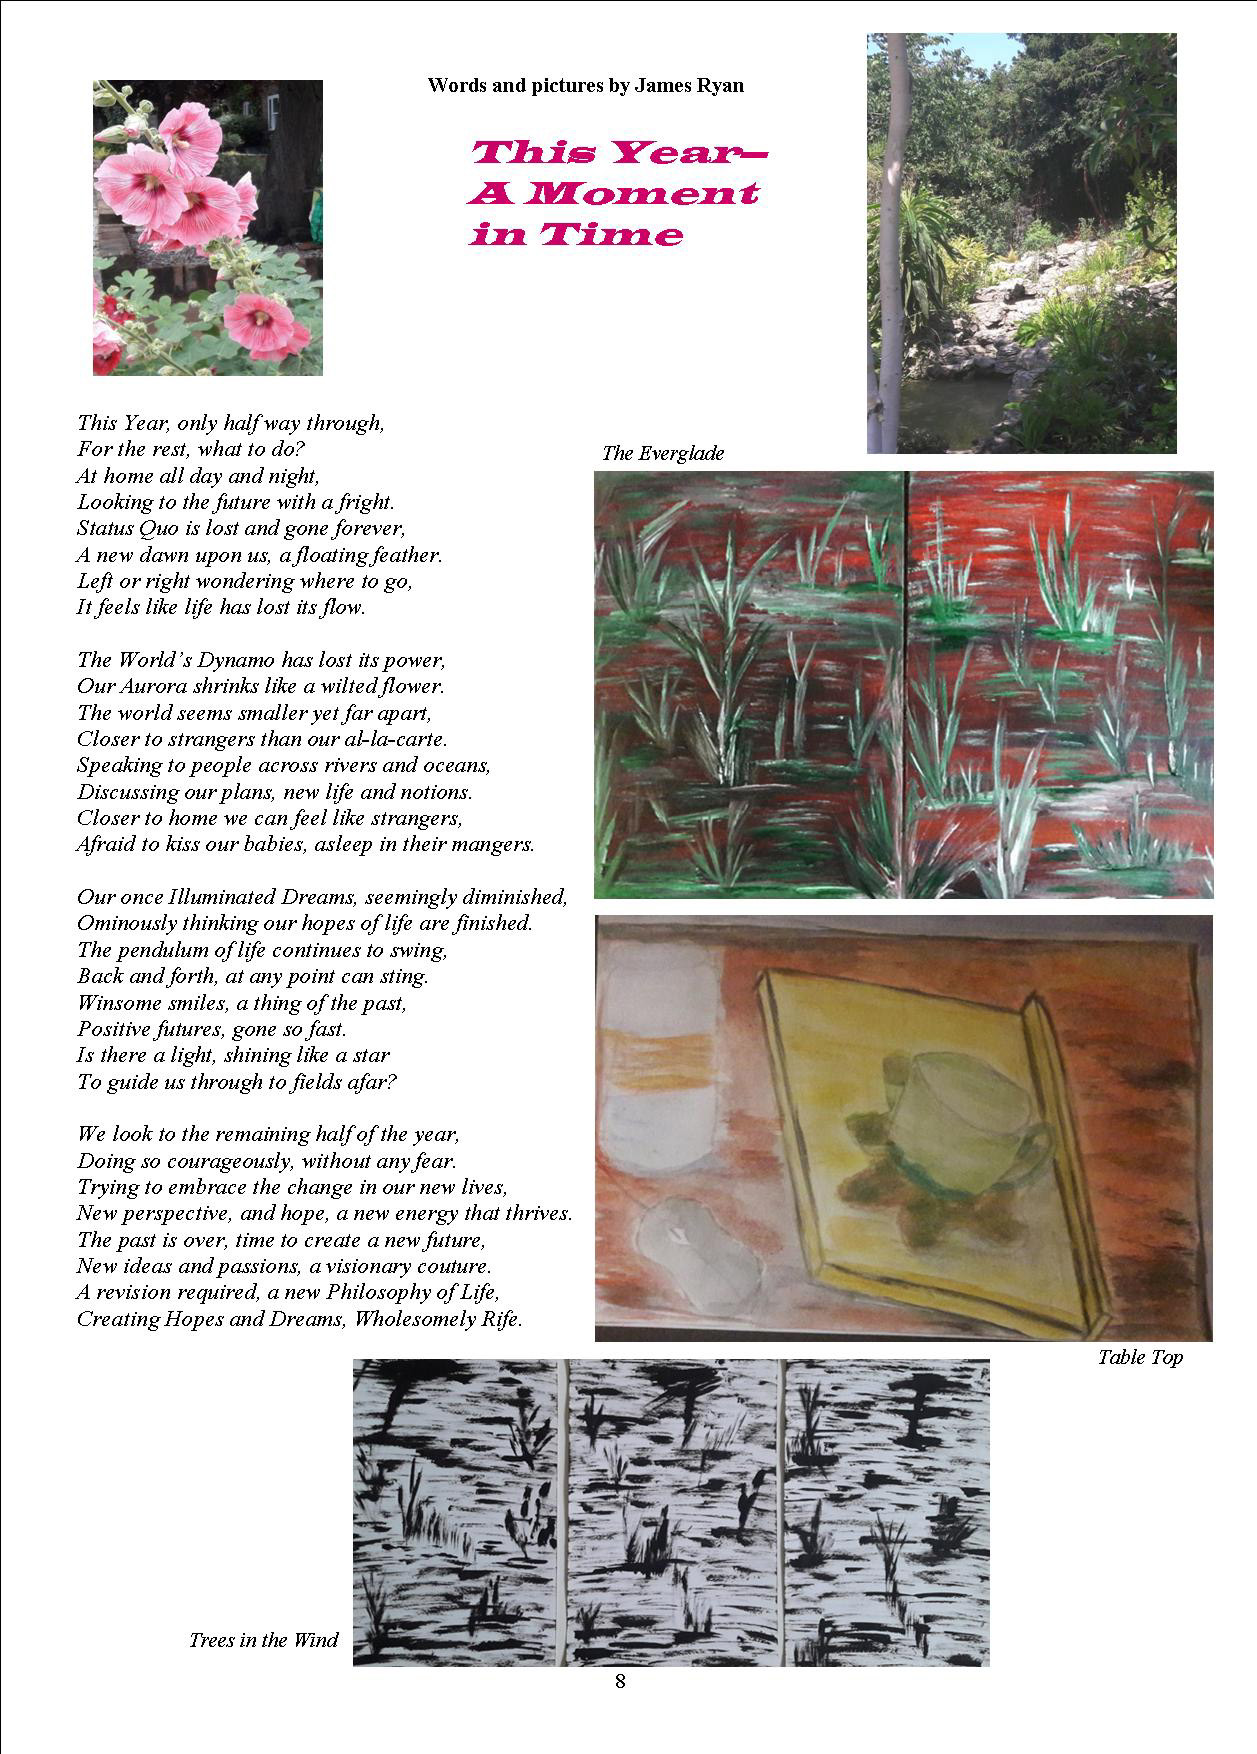 Words and pictures by James Ryan
This Year–
A Moment
in Time
This Year, only half way through,
For the rest, what to do?
At home all day and night,
Looking to the future with a fright.
Status Quo is lost and gone forever,
A new dawn upon us, a floating feather.
Left or right wondering where to go,
It feels like life has lost its flow.
The World's Dynamo has lost its power,
Our Aurora shrinks like a wilted flower.
The world seems smaller yet far apart,
Closer to strangers than our al-la-carte.
Speaking to people across rivers and oceans,
Discussing our plans, new life and notions.
Closer to home we can feel like strangers,
Afraid to kiss our babies, asleep in their mangers.
Our once Illuminated Dreams, seemingly diminished,
Ominously thinking our hopes of life are finished.
The pendulum of life continues to swing,
Back and forth, at any point can sting.
Winsome smiles, a thing of the past,
Positive futures, gone so fast.
Is there a light, shining like a star
To guide us through to fields afar?
We look to the remaining half of the year,
Doing so courageously, without any fear.
Trying to embrace the change in our new lives,
New perspective, and hope, a new energy that thrives.
The past is over, time to create a new future,
New ideas and passions, a visionary couture.
A revision required, a new Philosophy of Life,
Creating Hopes and Dreams, Wholesomely Rife.
The Everglade
Table Top
Trees in the Wind
8